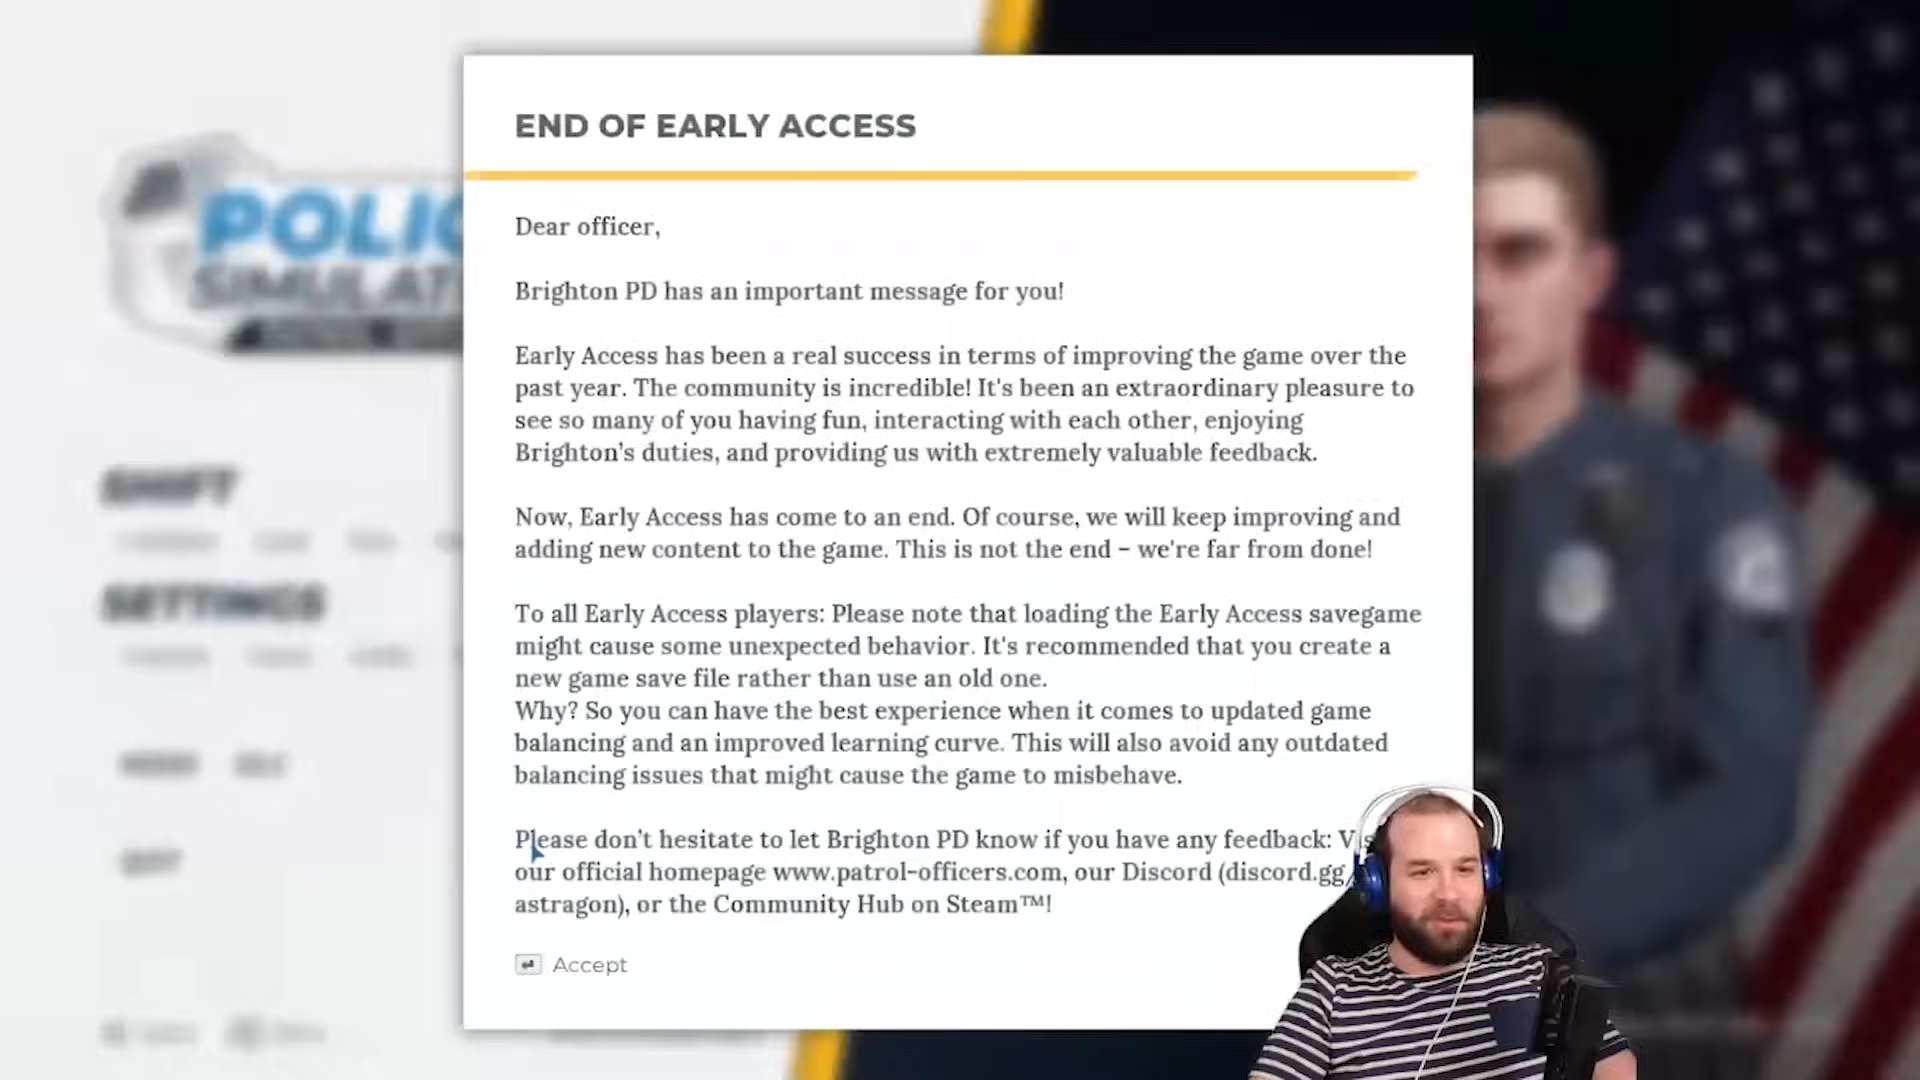 END OF EARLY ACCESS
Dear officer,
Brighton PD has an important message for you!
Early Access has been a real success in terms of improving the game over the
past year. The community is incredible! It's been an extraordinary pleasure to
see so many of you having fun, interacting with each other, enjoying
Brighton's duties, and providing us with extremely valuable feedback.
Now, Early Access has come to an end. Of course, we will keep improving and
adding new content to the game. This is not the end – we're far from done!
To all Early Access players: Please note that loading the Early Access savegame
might cause some unexpected behavior. It's recommended that you create a
new game save file rather than use an old one.
Why? So you can have the best experience when it comes to updated game
balancing and an improved learning curve. This will also avoid any outdated
balancing issues that might cause the game to misbehave.
Please don't hesitate to let Brighton PD know if you have any feedback:
our official homepage www.patrol-officers.com, our Discord (discord.gg/
astragon), or the Community Hub on Steam™!
Accept
SHIFT
SETTINGS
QUIT